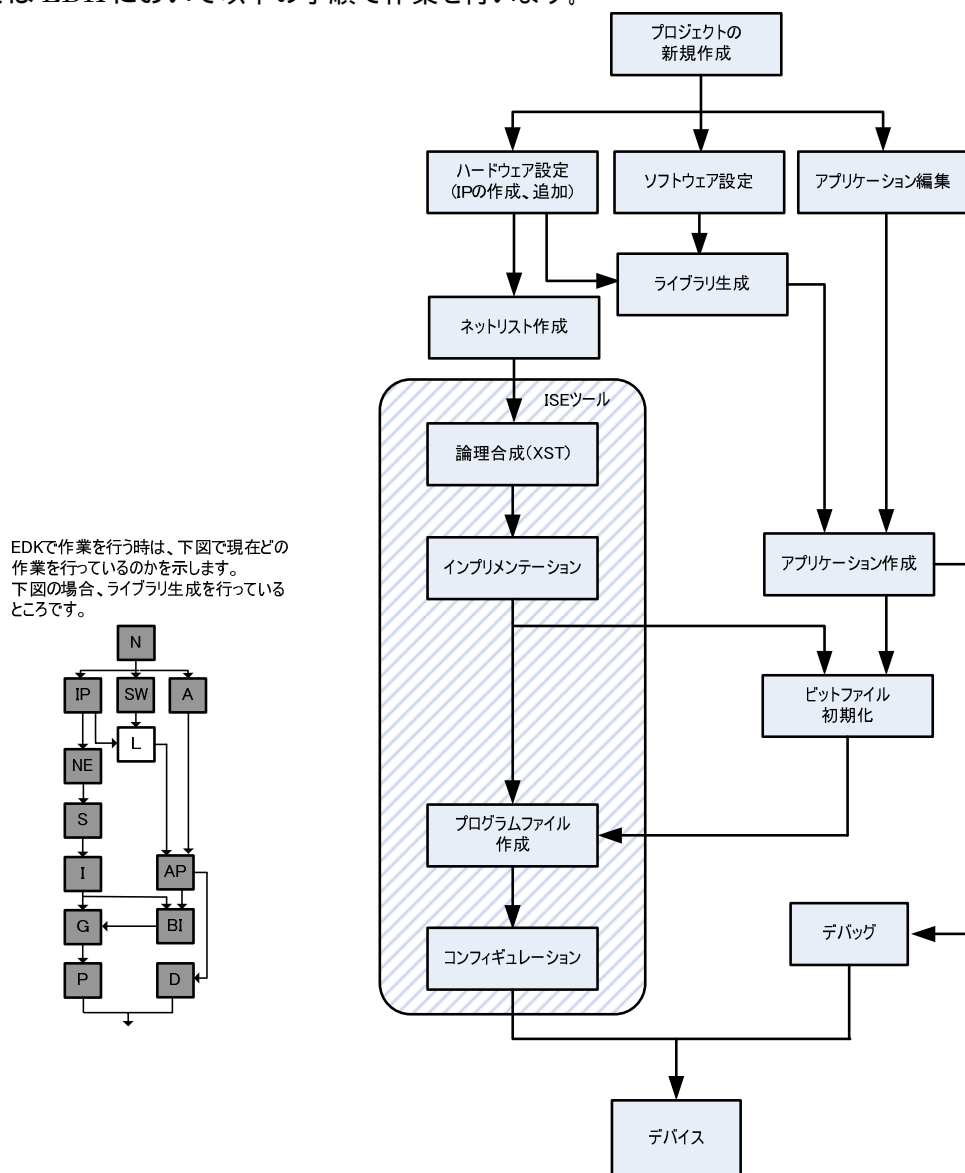 は EDK において以下の手順で作業を行います。
プロジェクトの
新規作成
ハードウェア設定
(IPの作成、追加)
ソフトウェア設定
アプリケーション編集
ライブラリ生成
ネットリスト作成
ISEツール
論理合成(XST)
インプリメンテーション
アプリケーション作成
ビットファイル
初期化
プログラムファイル
作成
コンフィギュレーション
デバッグ
デバイス
EDKで作業を行う時は、下図で現在どの
作業を行っているのかを示します。
下図の場合、ライブラリ生成を行っている
ところです。
N
IP
SW
A
L
NE
S
I
AP
G
BI
P
D